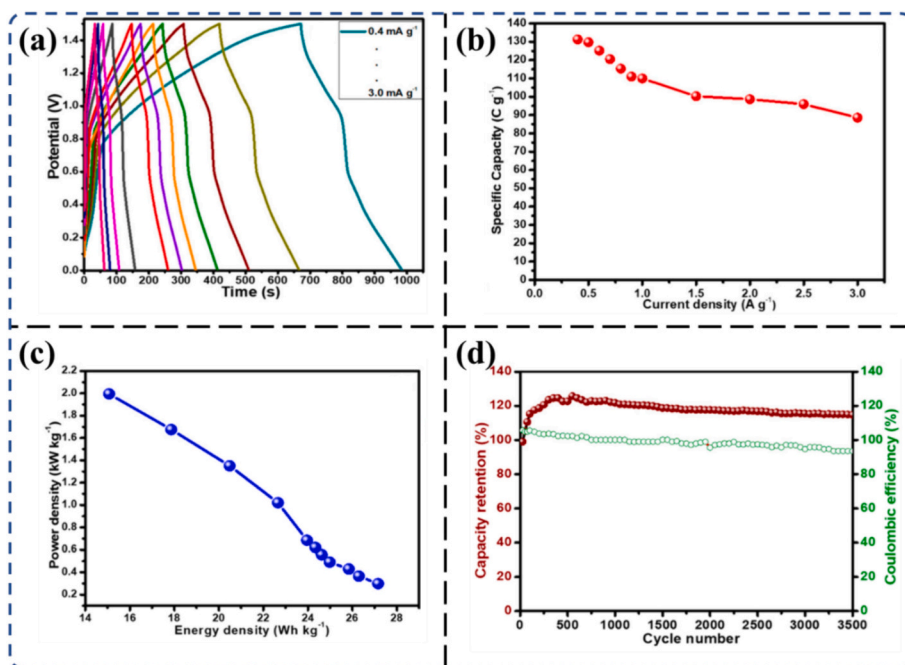 (a)
0.4 mA g-1
.
.
.
3.0 mA g-1
Potential (V)
1.4
1.2
1.0
0.8
0.6
0.4
0.2
0.0
0 100 200 300 400 500 600 700 800 900 1000
Time (s)
(b)
Specific Capacity (C g-1)
140
130
120
110
100
90
80
70
60
50
40
30
20
10
0
0.0 0.5 1.0 1.5 2.0 2.5 3.0
Current density (A g-1)
(c)
Power density (kW kg-1)
2.2
2.0
1.8
1.6
1.4
1.2
1.0
0.8
0.6
0.4
0.2
14 16 18 20 22 24 26 28
Energy density (Wh kg-1)
(d)
Capacity retention (%)
140
120
100
80
60
40
20
0
Coulombic efficiency (%)
140
120
100
80
60
40
20
0
0 500 1000 1500 2000 2500 3000 3500
Cycle number